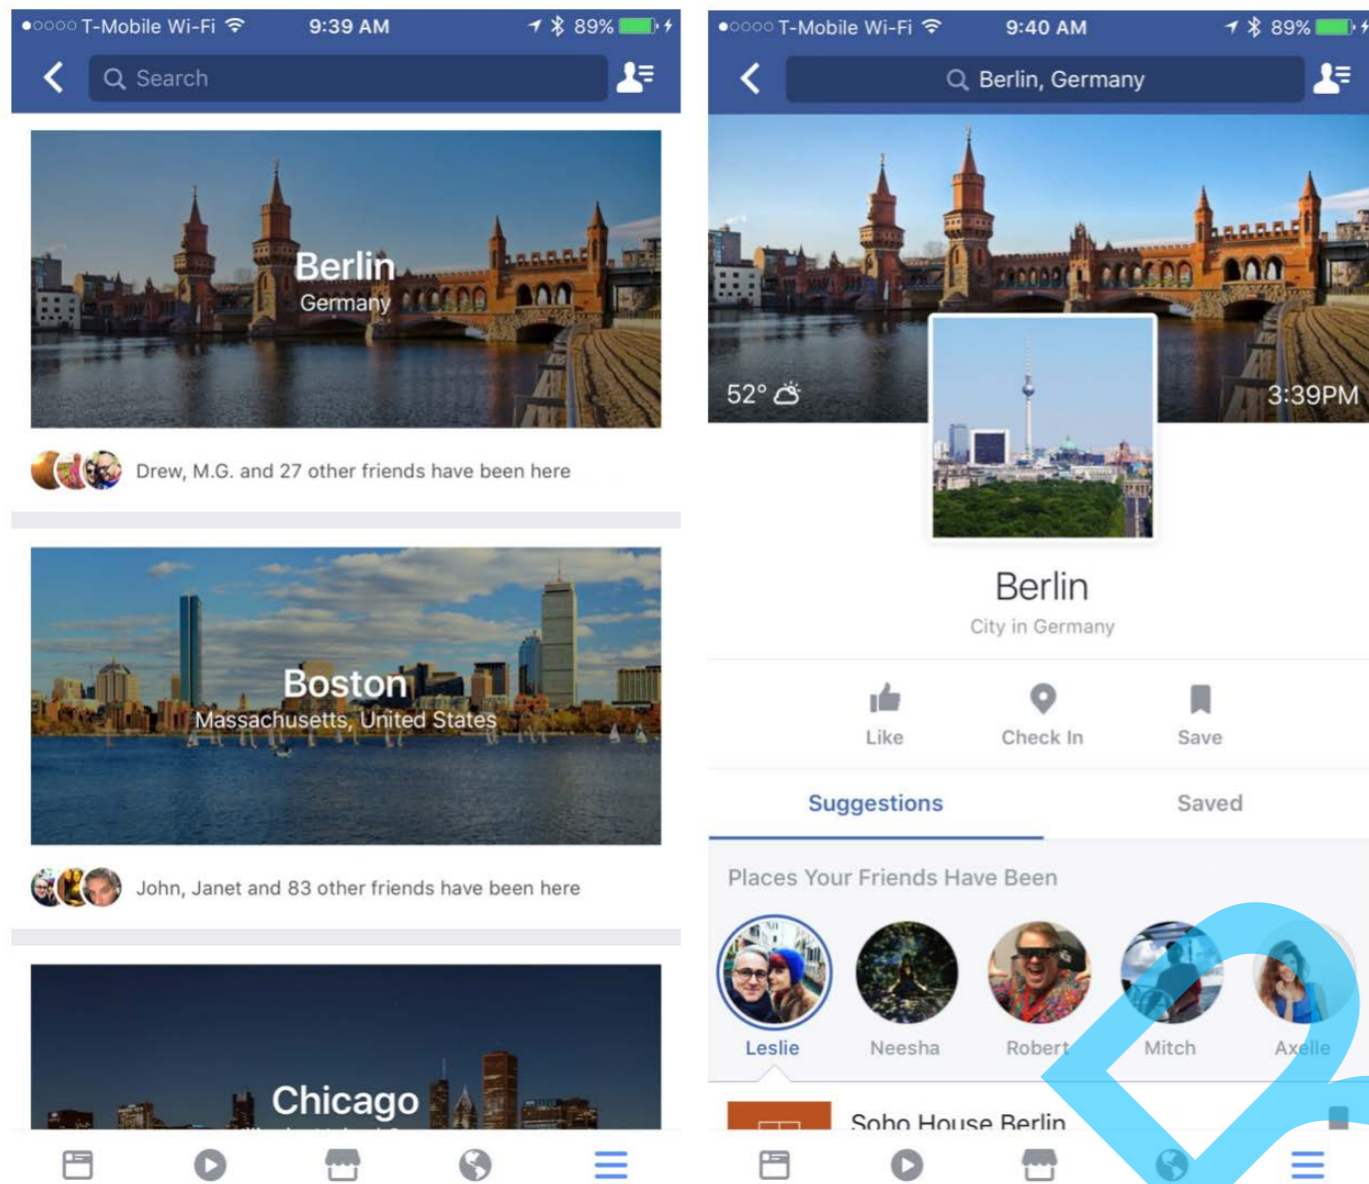 T-Mobile Wi-Fi 9:39 AM 89%
Search
Berlin
Germany
Drew, M.G. and 27 other friends have been here
Boston
Massachusetts, United States
John, Janet and 83 other friends have been here
Chicago
T-Mobile Wi-Fi 9:40 AM 89%
Berlin, Germany
52° 3:39PM
Berlin
City in Germany
Like Check In Save
Suggestions Saved
Places Your Friends Have Been
Leslie Neesha Robert Mitch Axelle
Soho House Berlin